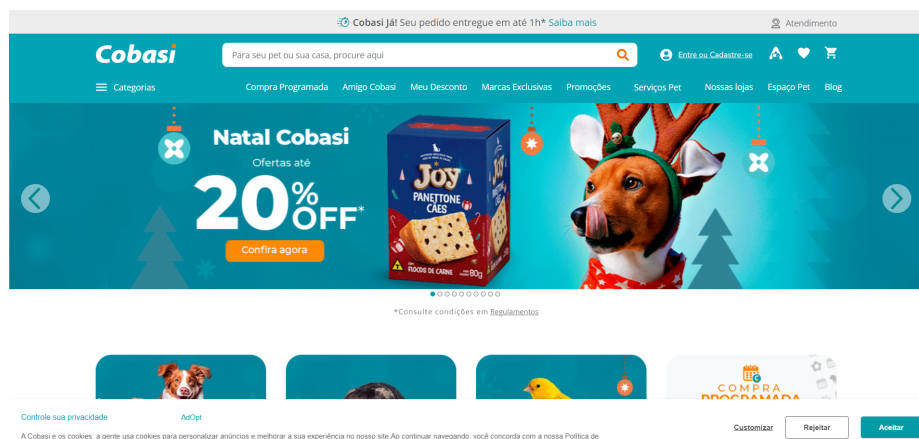 Cobasi Já! Seu pedido entregue em até 1h* Saiba mais
Atendimento
Cobasi
Para seu pet ou sua casa, procure aqui
Entre ou Cadastre-se
Categorias
Compra Programada
Amigo Cobasi
Meu Desconto
Marcas Exclusivas
Promoções
Serviços Pet
Nossas lojas
Espaço Pet
Blog
Natal Cobasi
Ofertas até
20% OFF*
Confira agora
Joy
PANETTONE
CÃES
FLOCOS DE CARNE
80g
*Consulte condições em Regulamentos
COMPRA
PROGRAMADA
Controle sua privacidade
AdOpt
A Cobasi e os cookies: a gente usa cookies para personalizar anúncios e melhorar a sua experiência no nosso site.Ao continuar navegando, você concorda com a nossa Política de
Customizar
Rejeitar
Aceitar